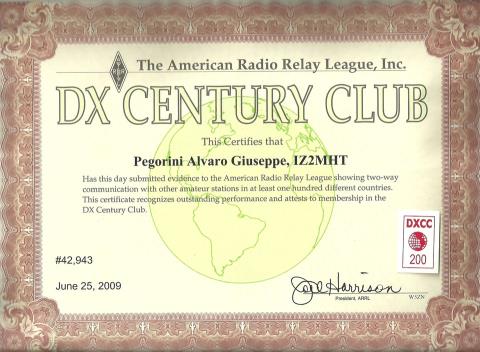 The American Radio Relay League, Inc.
DX CENTURY CLUB
This Certifies that
Pegorini Alvaro Giuseppe, IZ2MHT
Has this day submitted evidence to the American Radio Relay League showing two-way
communication with other amateur stations in at least one hundred different countries.
This certificate recognizes outstanding performance and attests to membership in the
DX Century Club.
DXCC
200
#42,943
June 25, 2009
Joel Harrison
President, ARRL
W5ZN